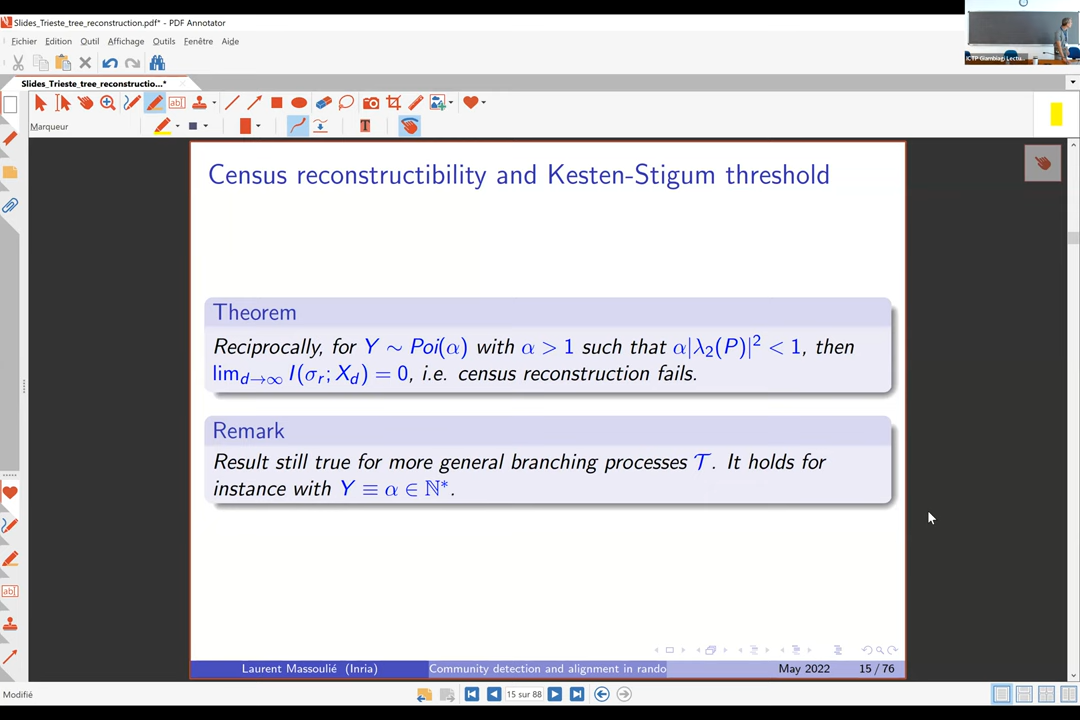 Slides_Trieste_tree_reconstruction.pdf* - PDF Annotator
Fichier Edition Outil Affichage Outils Fenêtre Aide
Slides_Trieste_tree_reconstructio...*
Marqueur
Census reconstructibility and Kesten-Stigum threshold
Theorem
Reciprocally, for Y ∼ Poi(α) with α > 1 such that α|λ₂(P)|² < 1, then
lim_{d→∞} I(σ_r; X_d) = 0, i.e. census reconstruction fails.
Remark
Result still true for more general branching processes 𝒯. It holds for
instance with Y ≡ α ∈ ℕ*.
Laurent Massoulié (Inria) Community detection and alignment in rando May 2022 15 / 76
Modifié 15 sur 88